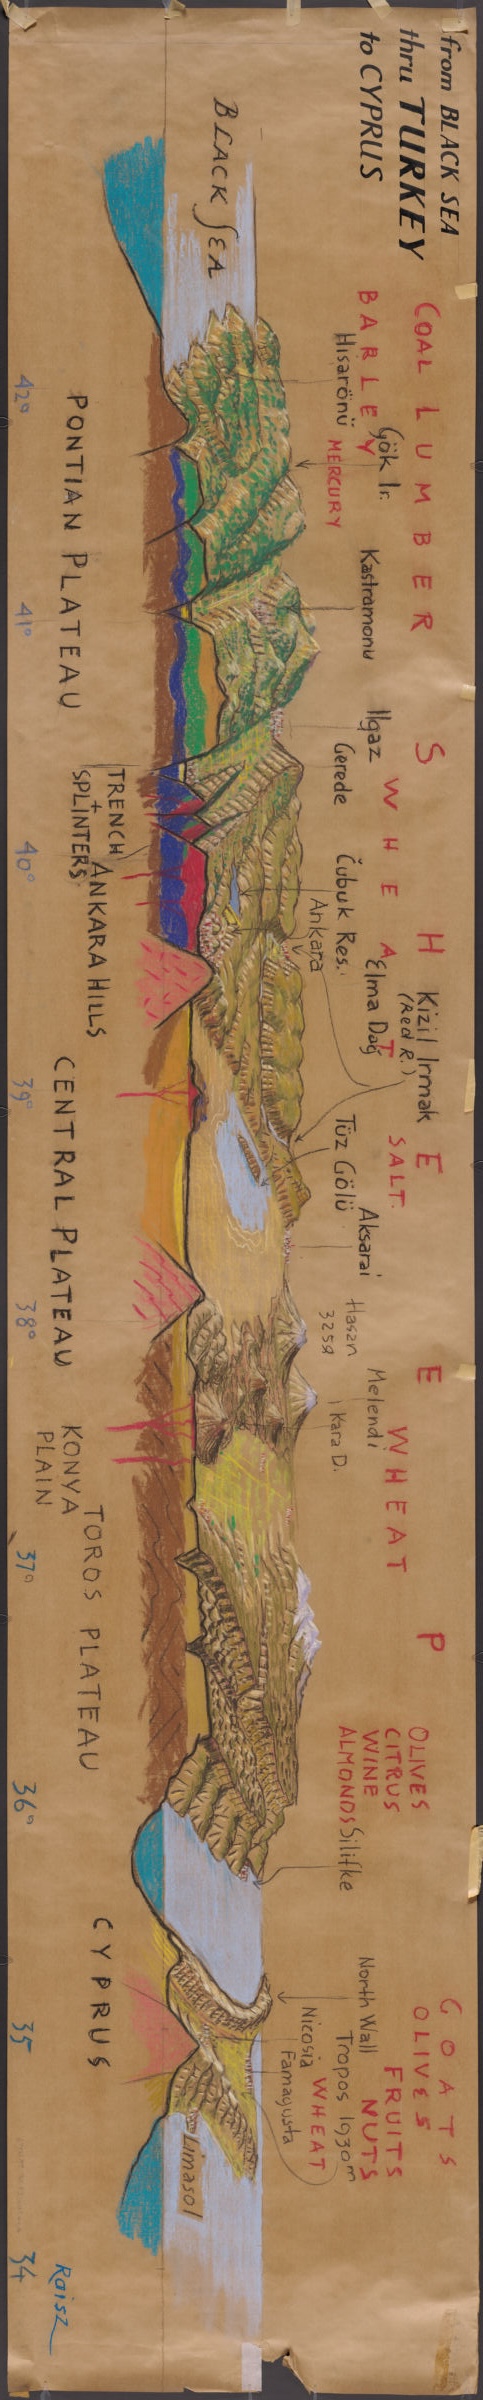 from BLACK SEA
thru TURKEY
to CYPRUS
BLACK SEA
COAL LUMBER
BARLEY
Hisarönü
Gök Ir.
MERCURY
Kastramonu
Ilgaz
Gerede
SHEEP
WHEAT
Čubuk Res.
Ankara
Elma Dağ
Kizil Irmak
(Red R.)
SALT
Tüz Gölü
Aksarai
Hasan
3258
Melendi
Kara D.
WHEAT
OLIVES
CITRUS
WINE
ALMONDS
Silifke
GOATS
OLIVES
FRUITS
NUTS
WHEAT
North Wall
Tropos 1930m
Nicosia
Famagusta
Limasol
PONTIAN PLATEAU
TRENCH
+
SPLINTERS
ANKARA HILLS
CENTRAL PLATEAU
KONYA
PLAIN
TOROS PLATEAU
CYPRUS
42°
41°
40°
39°
38°
37°
36°
35
34
Raisz